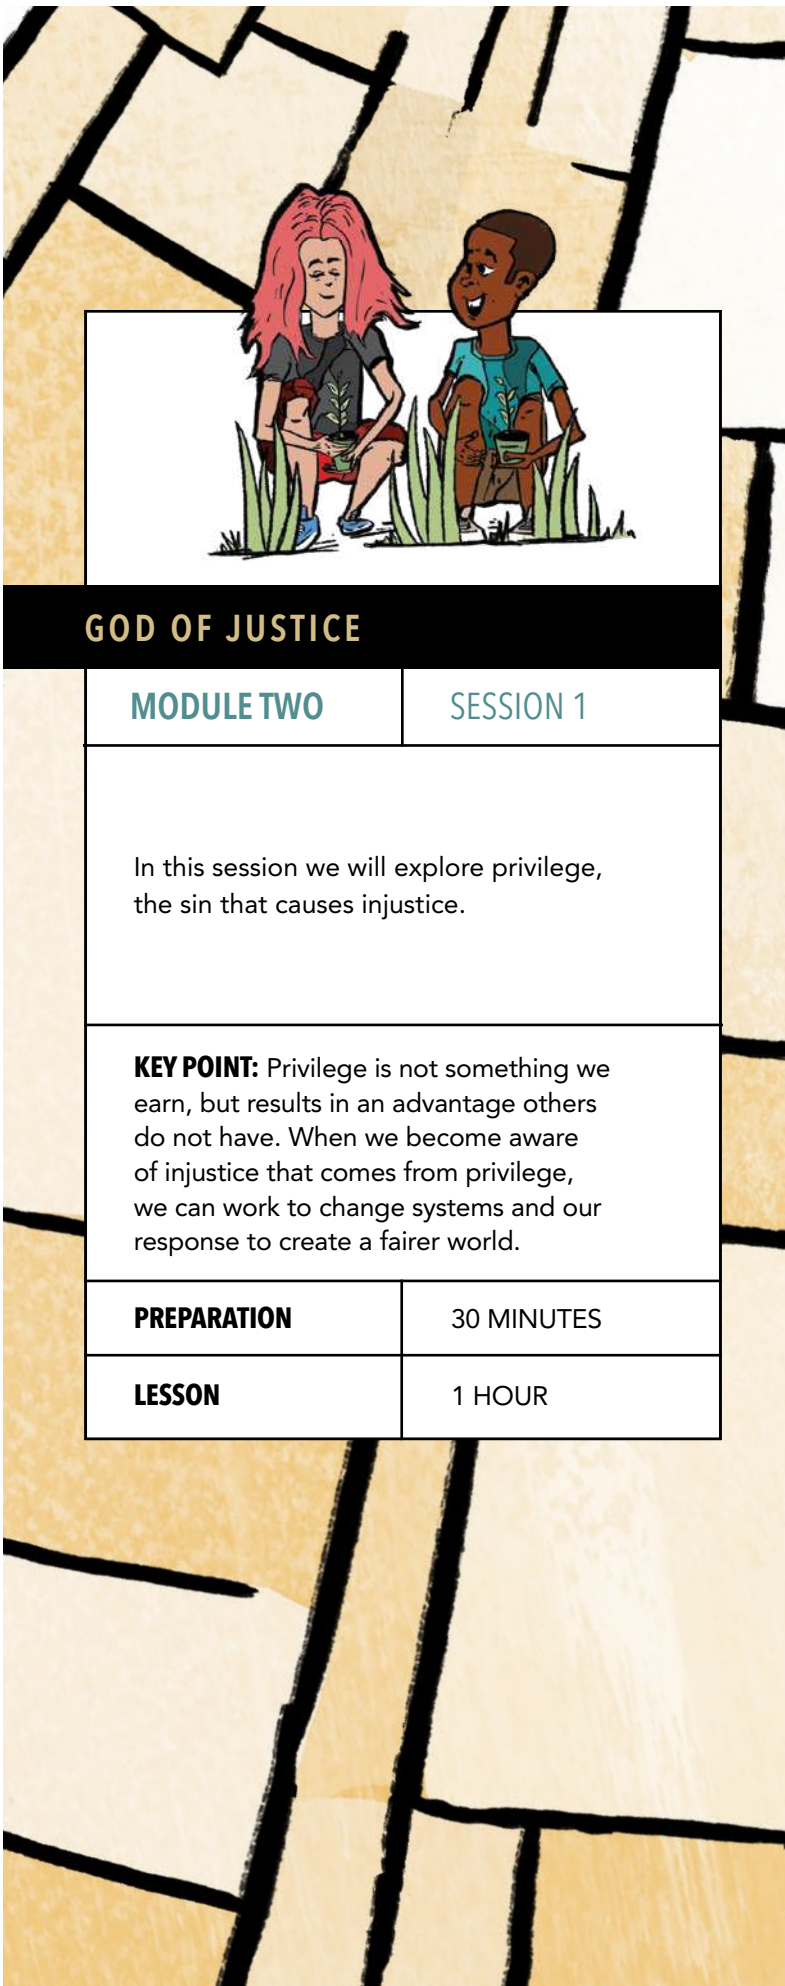 GOD OF JUSTICE
MODULE TWO
SESSION 1
In this session we will explore privilege,
the sin that causes injustice.
KEY POINT: Privilege is not something we
earn, but results in an advantage others
do not have. When we become aware
of injustice that comes from privilege,
we can work to change systems and our
response to create a fairer world.
PREPARATION
30 MINUTES
LESSON
1 HOUR